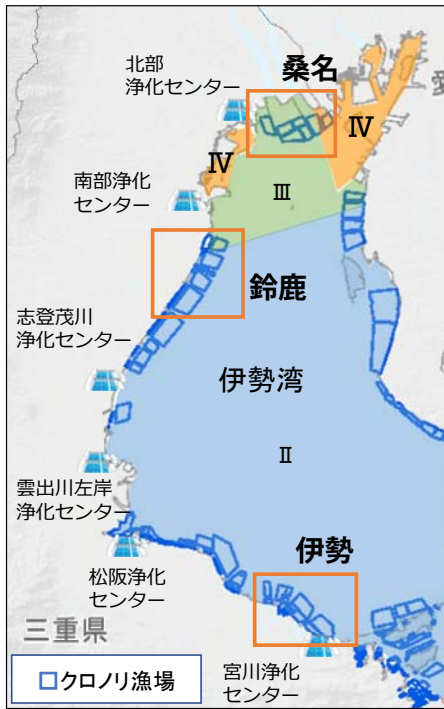 北部
浄化センター
桑名
愛
Ⅳ
Ⅳ
南部浄化
センター
Ⅲ
鈴鹿
志登茂川
浄化センター
伊勢湾
Ⅱ
雲出川左岸
浄化センター
伊勢
松阪浄化
センター
三重県
宮川浄化
センター
クロノリ漁場